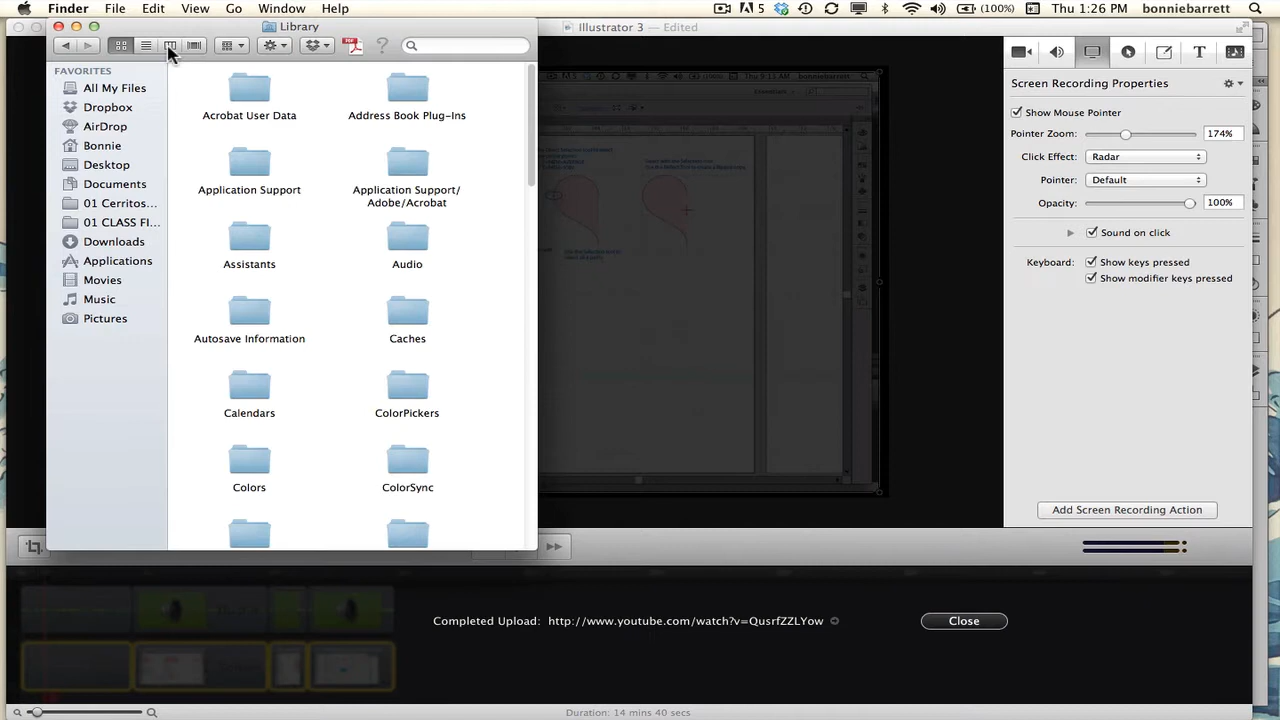 Finder File Edit View Go Window Help
5 (100%) Thu 1:26 PM bonniebarrett
Library
Illustrator 3 — Edited
FAVORITES
All My Files
Dropbox
AirDrop
Bonnie
Desktop
Documents
01 Cerritos...
01 CLASS FI...
Downloads
Applications
Movies
Music
Pictures
Acrobat User Data
Address Book Plug-Ins
Application Support
Application Support/
Adobe/Acrobat
Assistants
Audio
Autosave Information
Caches
Calendars
ColorPickers
Colors
ColorSync
Screen Recording Properties
Show Mouse Pointer
Pointer Zoom: 174%
Click Effect: Radar
Pointer: Default
Opacity: 100%
Sound on click
Keyboard: Show keys pressed
Show modifier keys pressed
Add Screen Recording Action
Completed Upload: http://www.youtube.com/watch?v=QusrfZZLYow
Close
Duration: 14 mins 40 secs